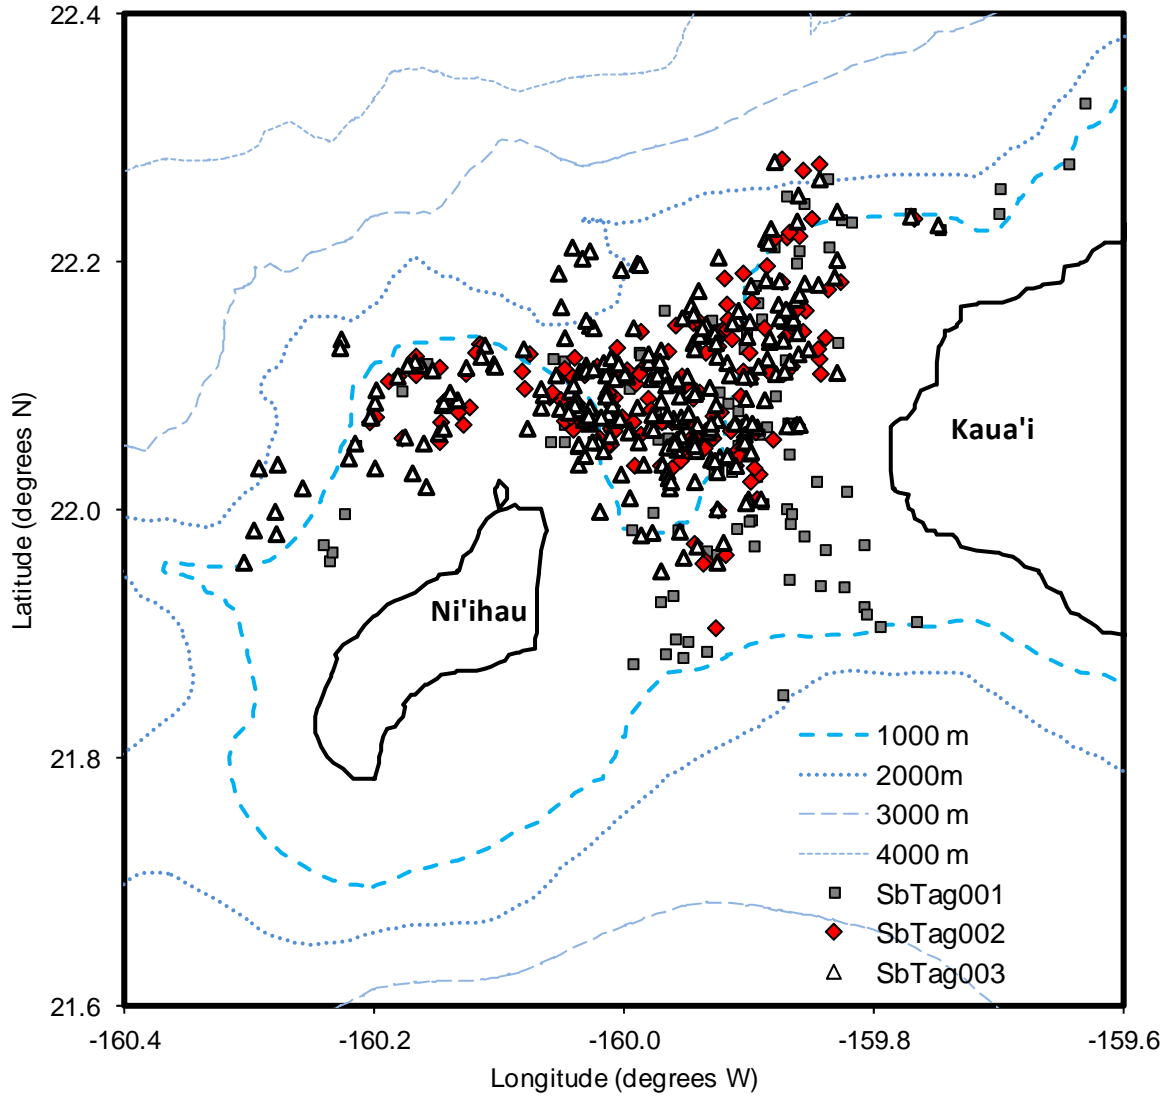 22.4
22.2
22.0
21.8
21.6
Latitude (degrees N)
Kaua'i
Ni'ihau
1000 m
2000m
3000 m
4000 m
SbTag001
SbTag002
SbTag003
-160.4 -160.2 -160.0 -159.8 -159.6
Longitude (degrees W)